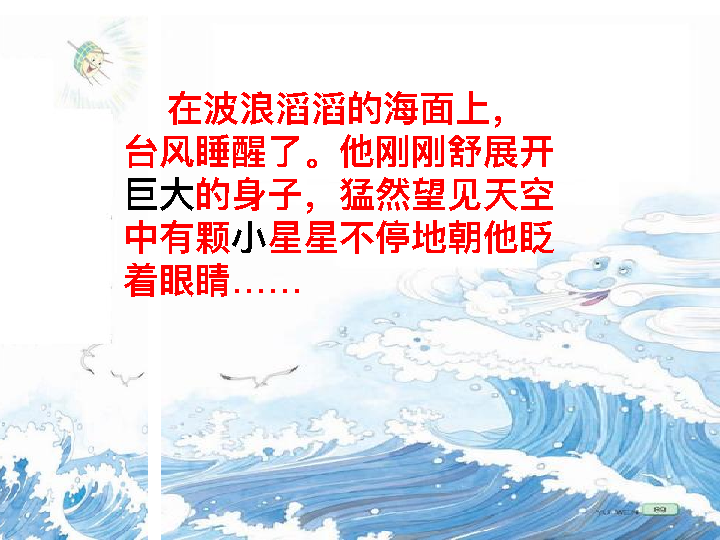 在波浪滔滔的海面上，
台风睡醒了。他刚刚舒展开
巨大的身子，猛然望见天空
中有颗小星星不停地朝他眨
着眼睛……